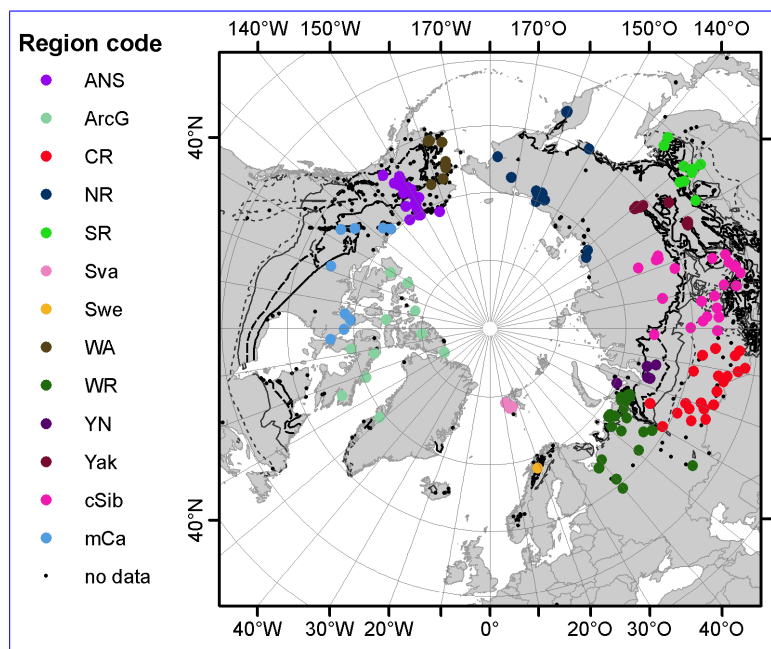 140°W 150°W 170°W 170°O 150°O 140°O
Region code
ANS
ArcG
CR
NR
SR
Sva
Swe
WA
WR
YN
Yak
cSib
mCa
no data
40°N
40°N
40°W 30°W 20°W 0° 20°O 30°O 40°O